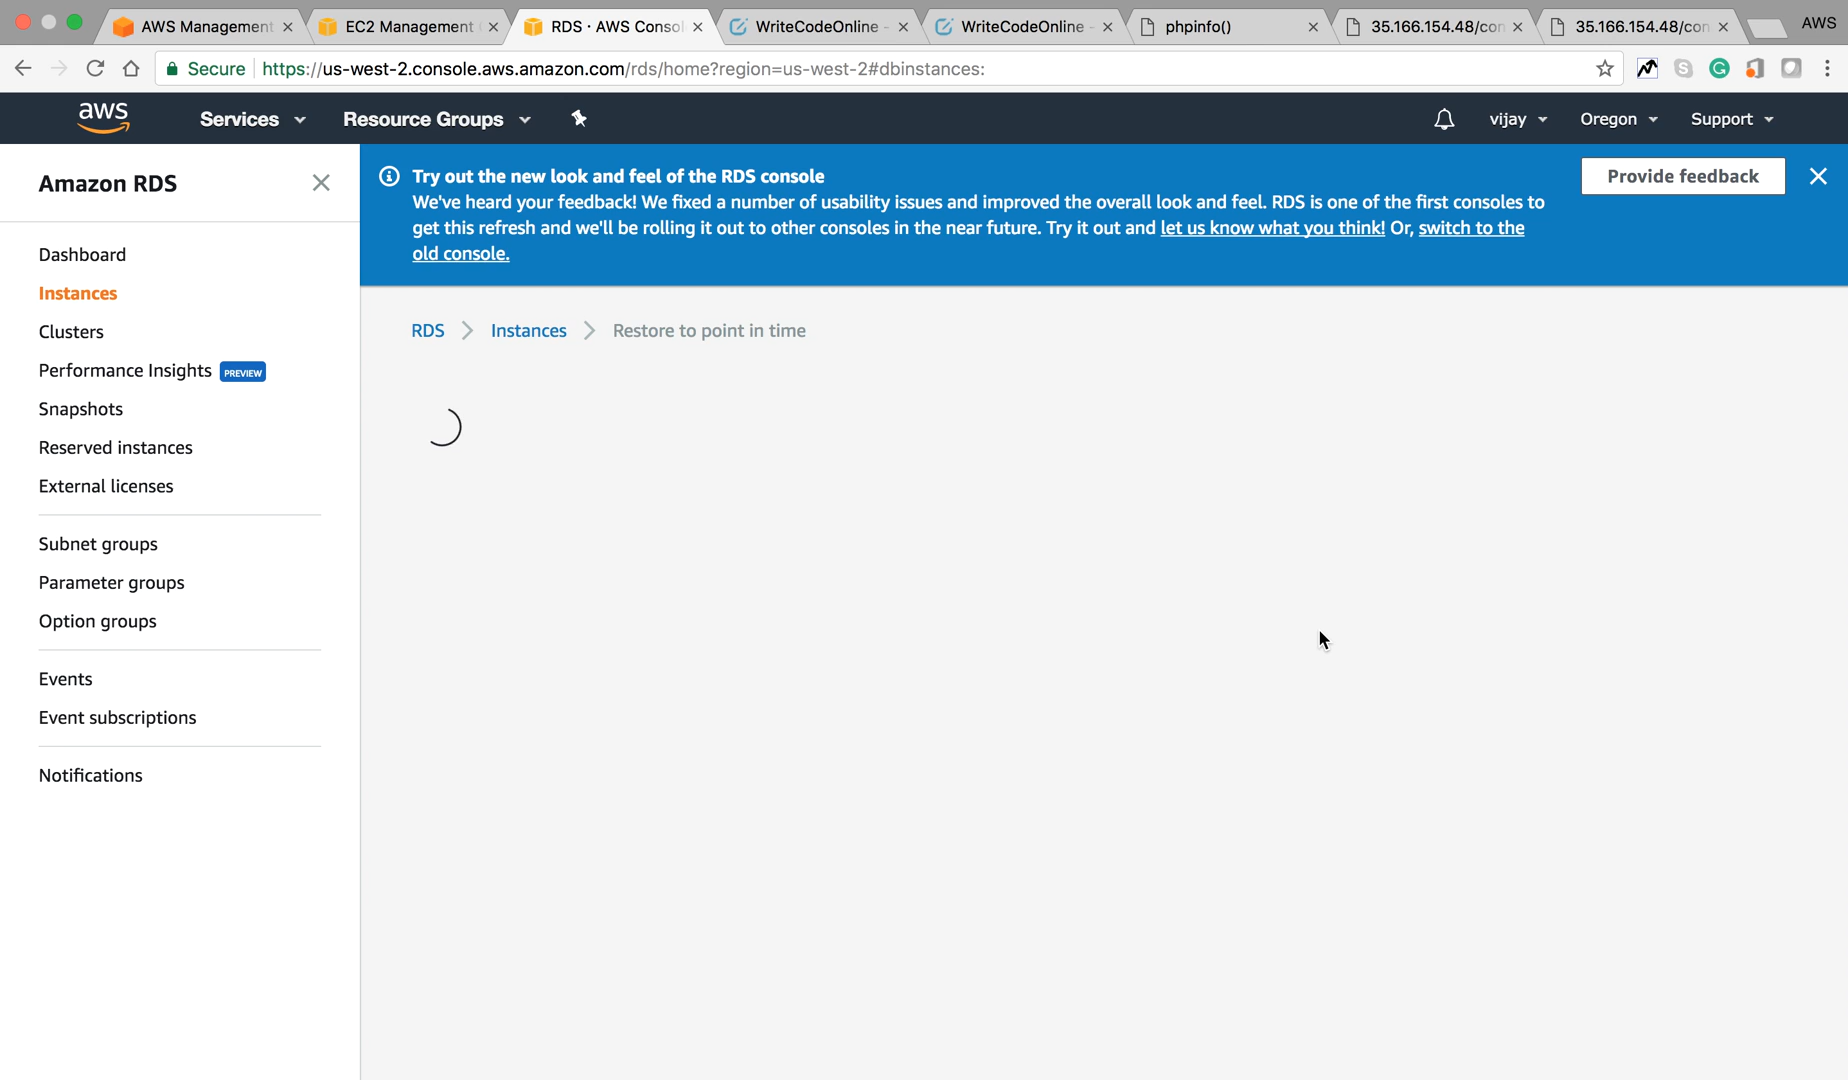 AWS Management
EC2 Management
RDS · AWS Consol
WriteCodeOnline -
WriteCodeOnline -
phpinfo()
35.166.154.48/con
35.166.154.48/con
AWS
Secure
https://us-west-2.console.aws.amazon.com/rds/home?region=us-west-2#dbinstances:
aws
Services
Resource Groups
vijay
Oregon
Support
Amazon RDS
Dashboard
Instances
Clusters
Performance Insights PREVIEW
Snapshots
Reserved instances
External licenses
Subnet groups
Parameter groups
Option groups
Events
Event subscriptions
Notifications
Try out the new look and feel of the RDS console
We've heard your feedback! We fixed a number of usability issues and improved the overall look and feel. RDS is one of the first consoles to
get this refresh and we'll be rolling it out to other consoles in the near future. Try it out and let us know what you think! Or, switch to the
old console.
Provide feedback
RDS
Instances
Restore to point in time